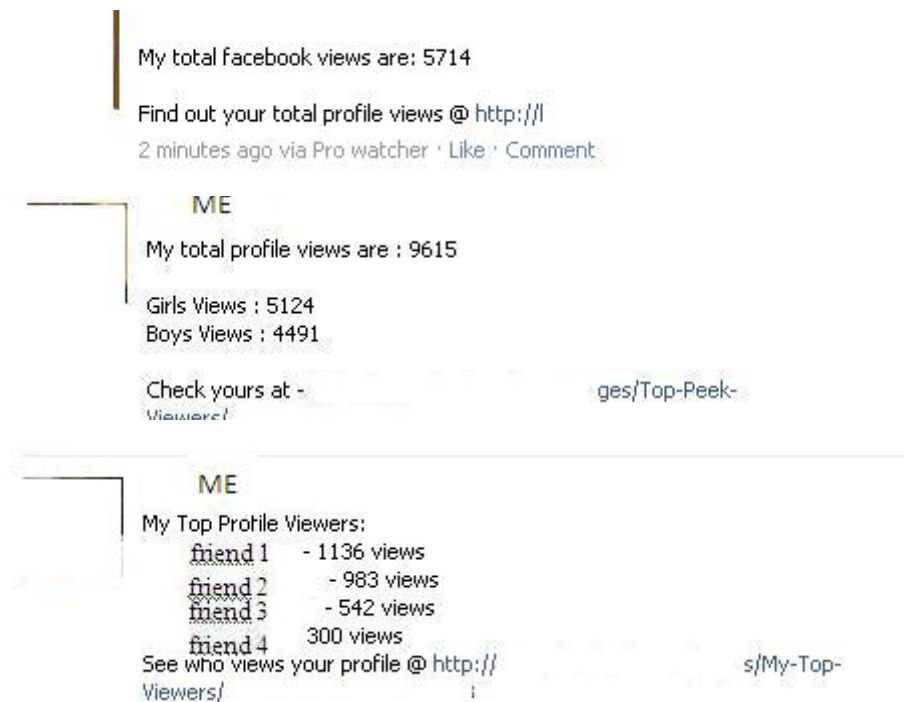 My total facebook views are: 5714
Find out your total profile views @ http://l
2 minutes ago via Pro watcher · Like · Comment
ME
My total profile views are : 9615
Girls Views : 5124
Boys Views : 4491
Check yours at - ges/Top-Peek-
Viewers/
ME
My Top Profile Viewers:
friend 1 - 1136 views
friend 2 - 983 views
friend 3 - 542 views
friend 4 300 views
See who views your profile @ http:// s/My-Top-
Viewers/